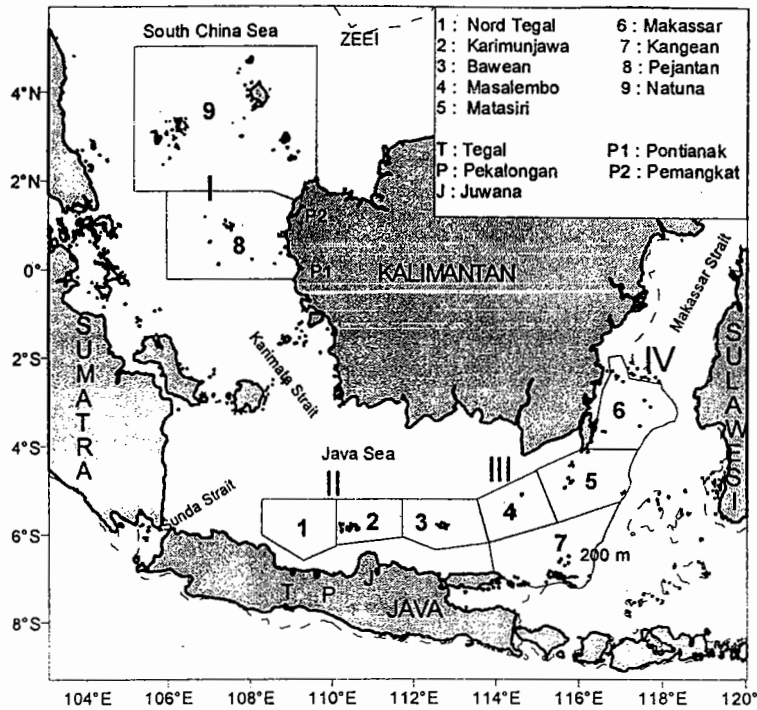 South China Sea
ZEEI
1 : Nord Tegal
2 : Karimunjawa
3 : Bawean
4 : Masalembo
5 : Matasiri
6 : Makassar
7 : Kangean
8 : Pejantan
9 : Natuna
T : Tegal
P : Pekalongan
J : Juwana
P1 : Pontianak
P2 : Pemangkat
4°N
2°N
0°
2°S
4°S
6°S
8°S
9
I
8
P2
P1
KALIMANTAN
Makassar Strait
SUMATRA
Karimata Strait
IV
SULAWESI
6
Java Sea
II
III
5
Sunda Strait
1
2
3
4
7
200 m
T
P
J
JAVA
104°E
106°E
108°E
110°E
112°E
114°E
116°E
118°E
120°